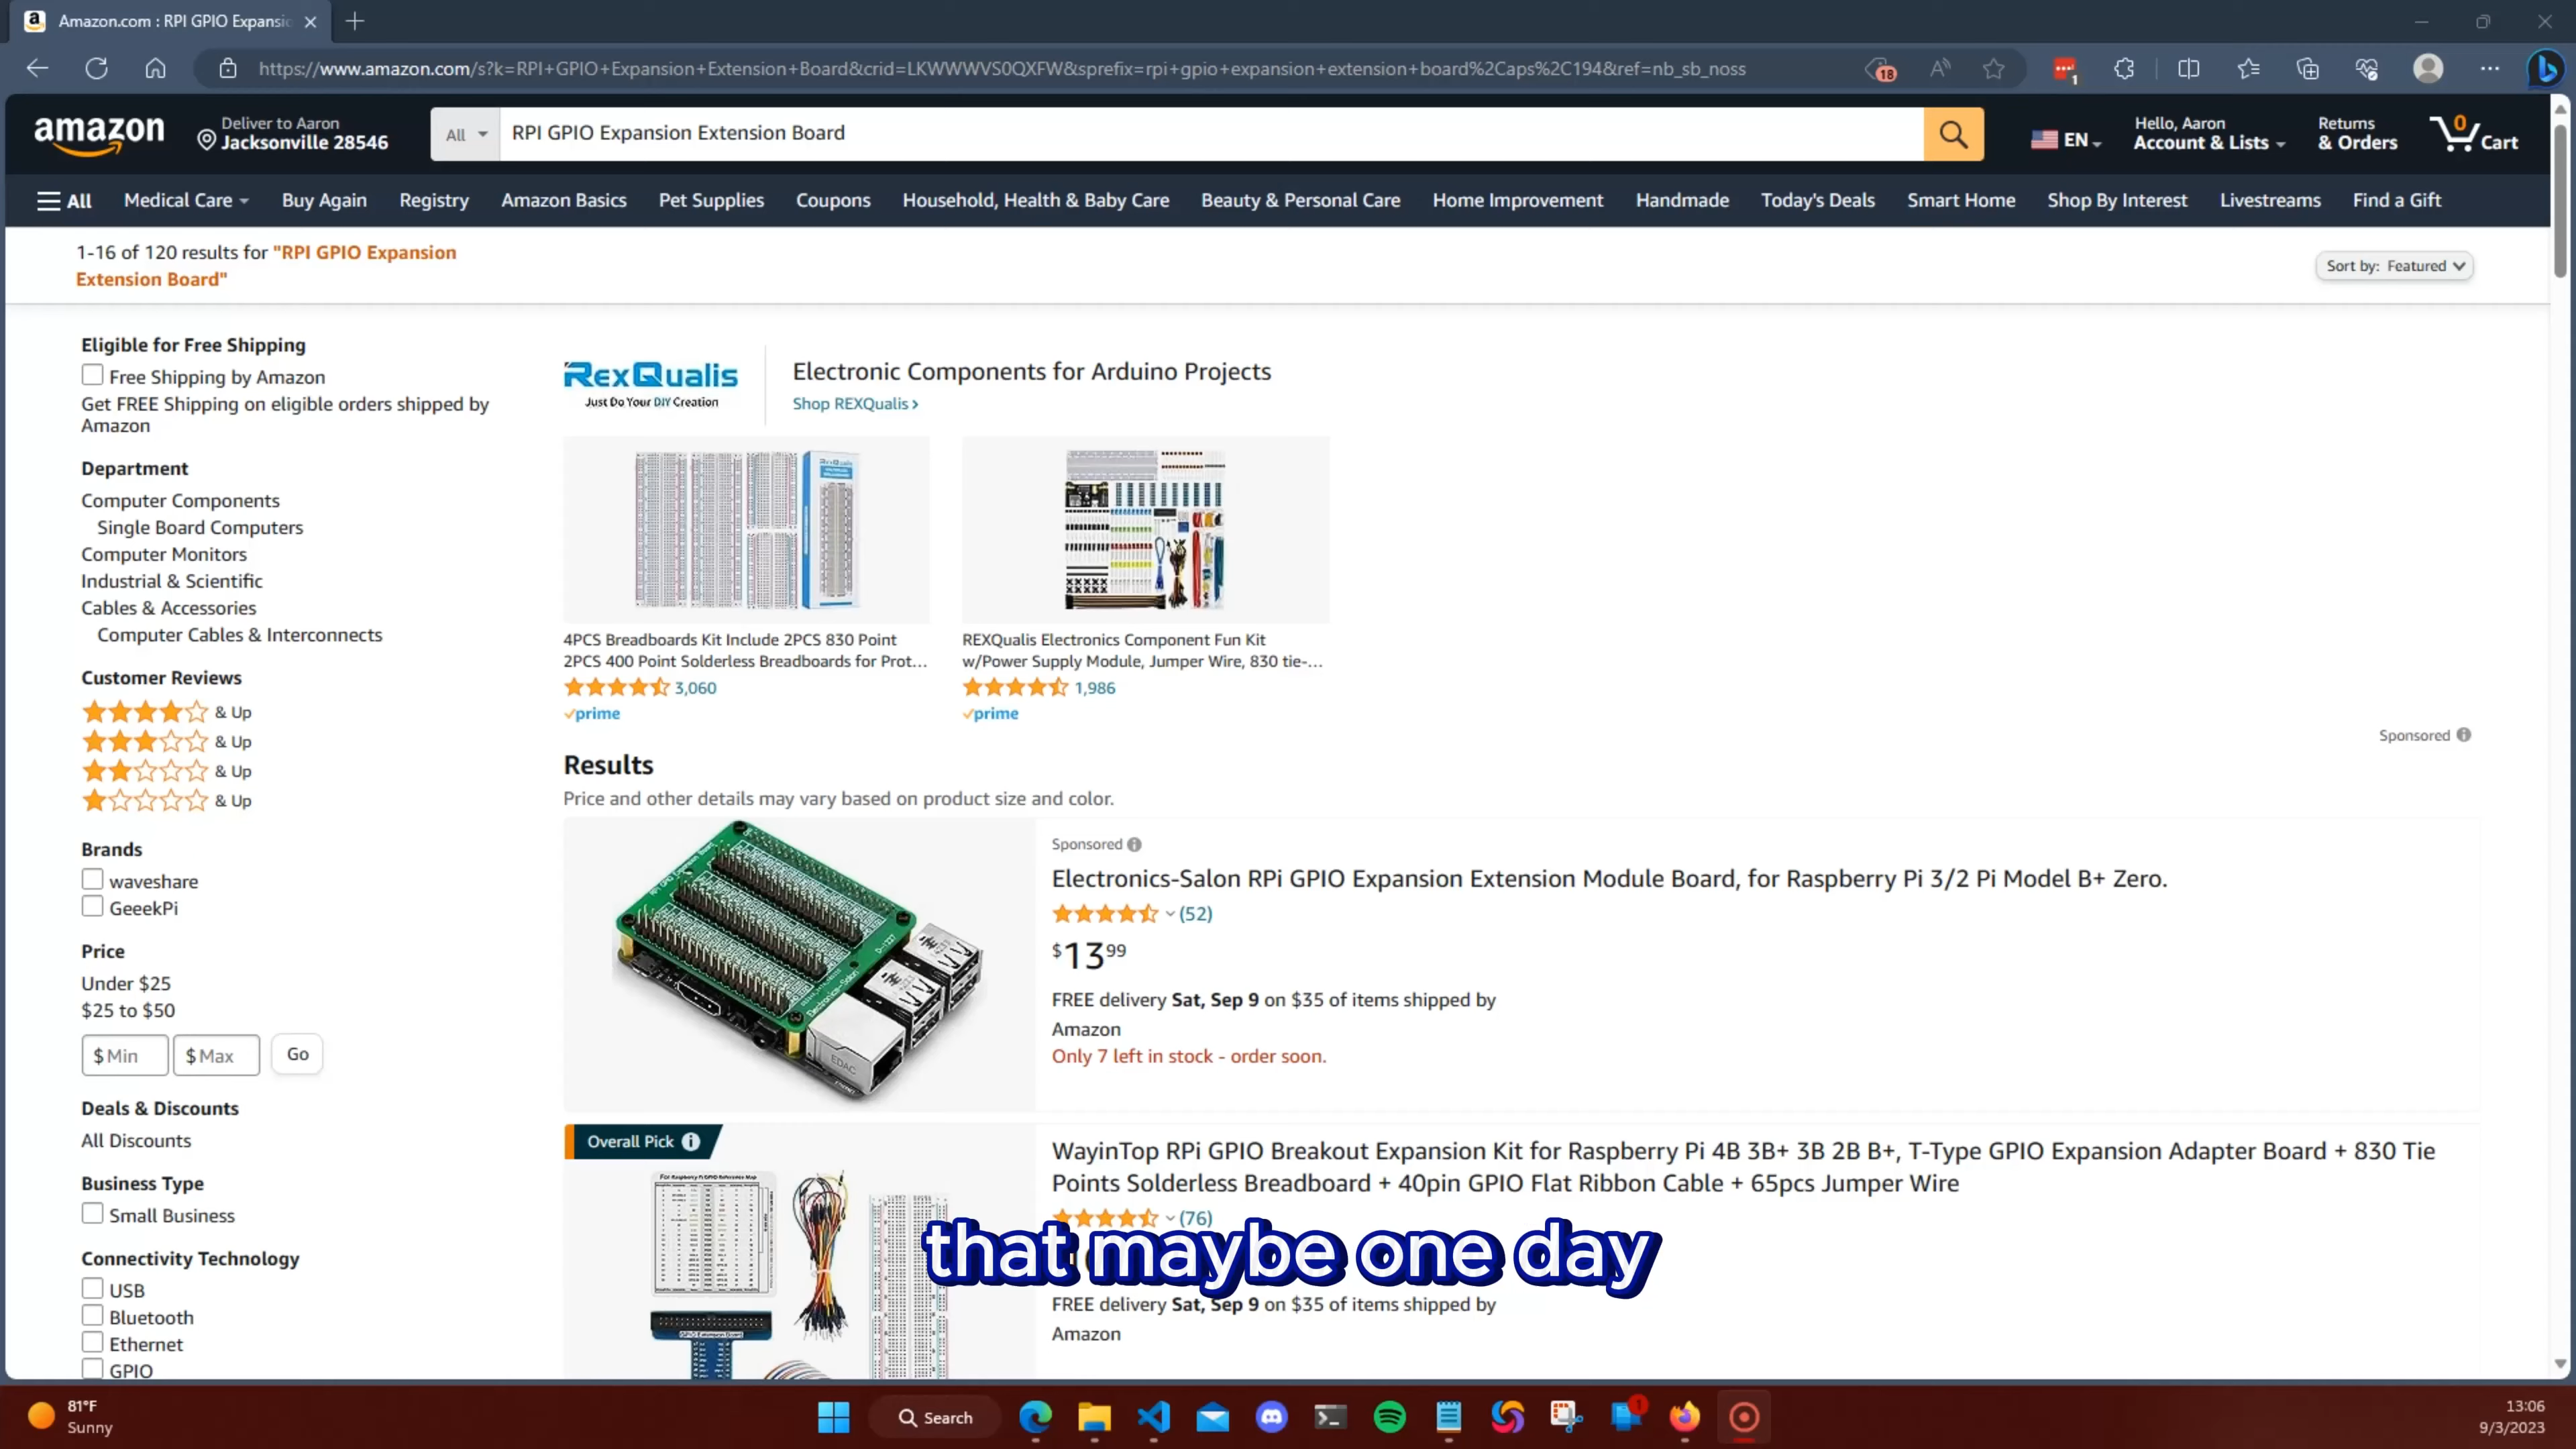 Amazon.com : RPI GPIO Expansio
https://www.amazon.com/s?k=RPI+GPIO+Expansion+Extension+Board&crid=LKWWWVS0QXFW&sprefix=rpi+gpio+expansion+extension+board%2Caps%2C194&ref=nb_sb_noss
18
1
amazon
Deliver to Aaron
Jacksonville 28546
All
RPI GPIO Expansion Extension Board
EN
Hello, Aaron
Account & Lists
Returns
& Orders
0
Cart
All
Medical Care
Buy Again
Registry
Amazon Basics
Pet Supplies
Coupons
Household, Health & Baby Care
Beauty & Personal Care
Home Improvement
Handmade
Today's Deals
Smart Home
Shop By Interest
Livestreams
Find a Gift
1-16 of 120 results for "RPI GPIO Expansion
Extension Board"
Sort by: Featured
Eligible for Free Shipping
Free Shipping by Amazon
Get FREE Shipping on eligible orders shipped by
Amazon
Department
Computer Components
Single Board Computers
Computer Monitors
Industrial & Scientific
Cables & Accessories
Computer Cables & Interconnects
Customer Reviews
& Up
& Up
& Up
& Up
Brands
waveshare
GeeekPi
Price
Under $25
$25 to $50
$ Min
$ Max
Go
Deals & Discounts
All Discounts
Business Type
Small Business
Connectivity Technology
USB
Bluetooth
Ethernet
GPIO
REXQUALIS
Just Do Your DIY Creation
Electronic Components for Arduino Projects
Shop REXQualis ›
4PCS Breadboards Kit Include 2PCS 830 Point
2PCS 400 Point Solderless Breadboards for Prot...
3,060
prime
REXQualis Electronics Component Fun Kit
w/Power Supply Module, Jumper Wire, 830 tie-...
1,986
prime
Sponsored
Results
Price and other details may vary based on product size and color.
Electronics-Salon
EDAC
Sponsored
Electronics-Salon RPi GPIO Expansion Extension Module Board, for Raspberry Pi 3/2 Pi Model B+ Zero.
(52)
$13 99
FREE delivery Sat, Sep 9 on $35 of items shipped by
Amazon
Only 7 left in stock - order soon.
Overall Pick
For Raspberry Pi GPIO Reference Map
GPIO Extension Board
WayinTop RPi GPIO Breakout Expansion Kit for Raspberry Pi 4B 3B+ 3B 2B B+, T-Type GPIO Expansion Adapter Board + 830 Tie
Points Solderless Breadboard + 40pin GPIO Flat Ribbon Cable + 65pcs Jumper Wire
(76)
that maybe one day
FREE delivery Sat, Sep 9 on $35 of items shipped by
Amazon
81°F
Sunny
Search
1
13:06
9/3/2023